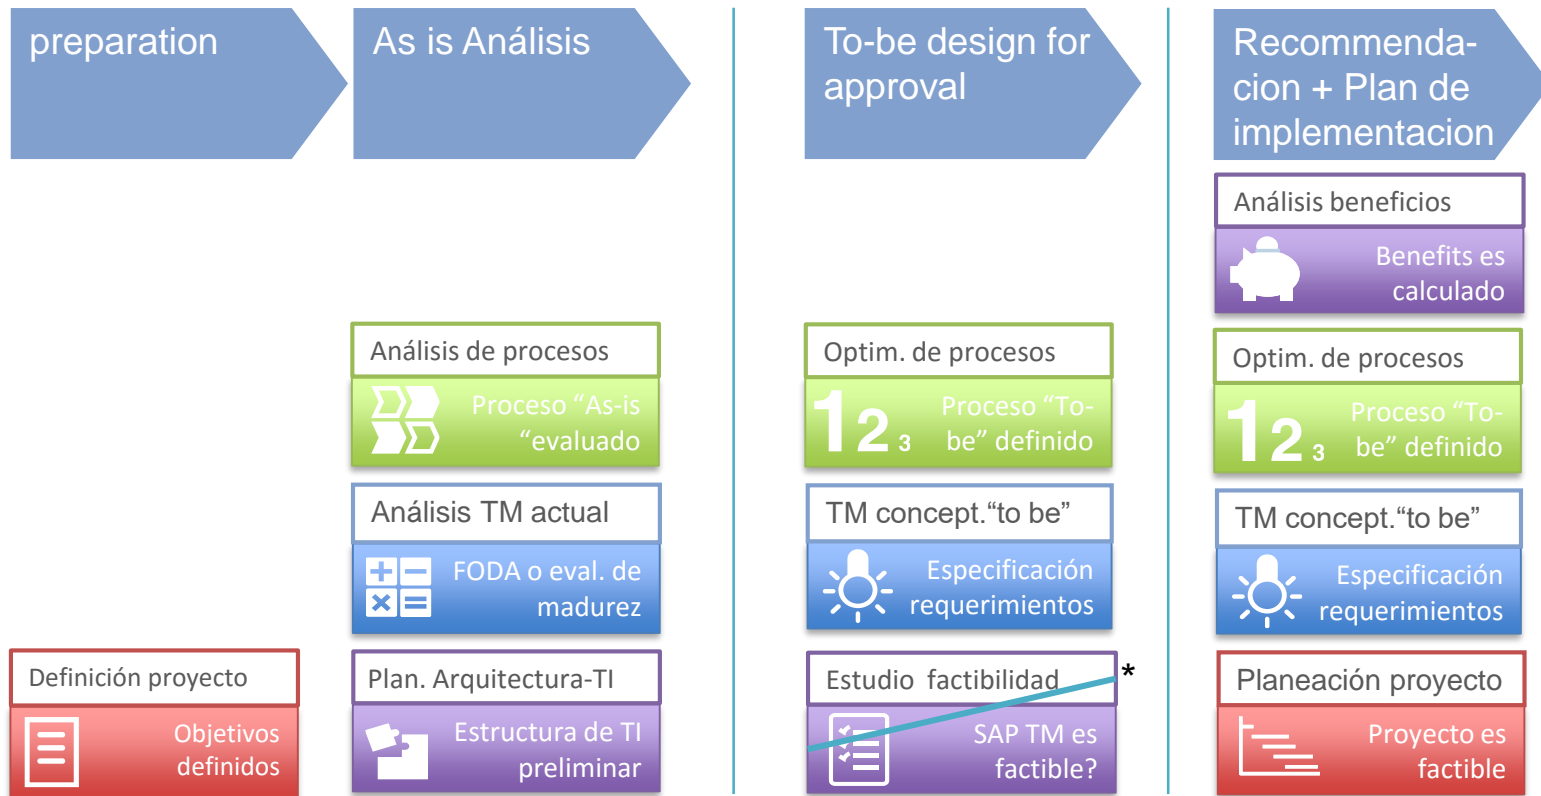 preparation
As is Análisis
To-be design for
approval
Recommenda-
cion + Plan de
implementacion
Análisis beneficios
Benefits es
calculado
Análisis de procesos
Proceso “As-is
“evaluado
Optim. de procesos
1 2 3
Proceso “To-
be” definido
Optim. de procesos
1 2 3
Proceso “To-
be” definido
Análisis TM actual
FODA o eval. de
madurez
TM concept.“to be”
Especificación
requerimientos
TM concept.“to be”
Especificación
requerimientos
Definición proyecto
Objetivos
definidos
Plan. Arquitectura-TI
Estructura de TI
preliminar
Estudio factibilidad
*
SAP TM es
factible?
Planeación proyecto
Proyecto es
factible